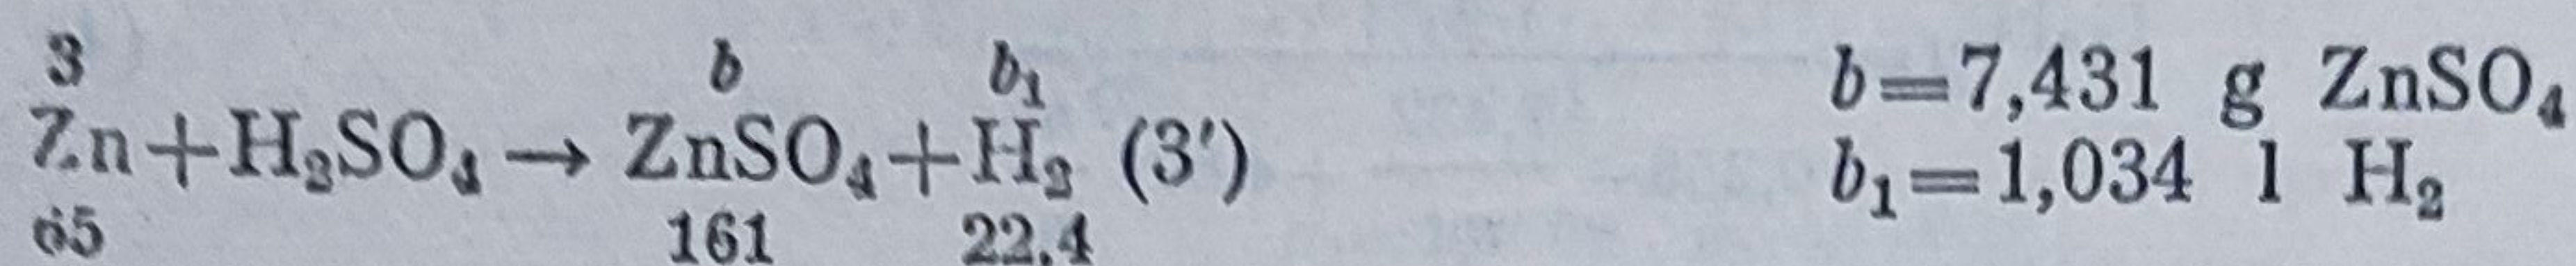 3 b b₁
Zn+H₂SO₄→ ZnSO₄+H₂ (3′)
65 161 22,4
b=7,431 g ZnSO₄
b₁=1,034 l H₂